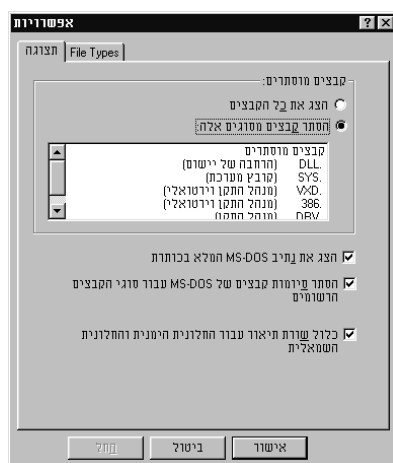 אפשרויות
תצוגה
File Types
קבצים מוסתרים:
הצג את כל הקבצים
הסתר קבצים מסוגים אלה:
קבצים מוסתרים
DLL. (הרחבה של יישום)
SYS. (קובץ מערכת)
VXD. (מנהל התקן וירטואלי)
386. (מנהל התקן וירטואלי)
DRV. (מנהל התקן)
הצג את נתיב MS-DOS המלא בכותרת
הסתר סיומות קבצים של MS-DOS עבור סוגי הקבצים
הרשומים
כלול שורת תיאור עבור החלונית הימנית והחלונית
השמאלית
אישור
ביטול
החל